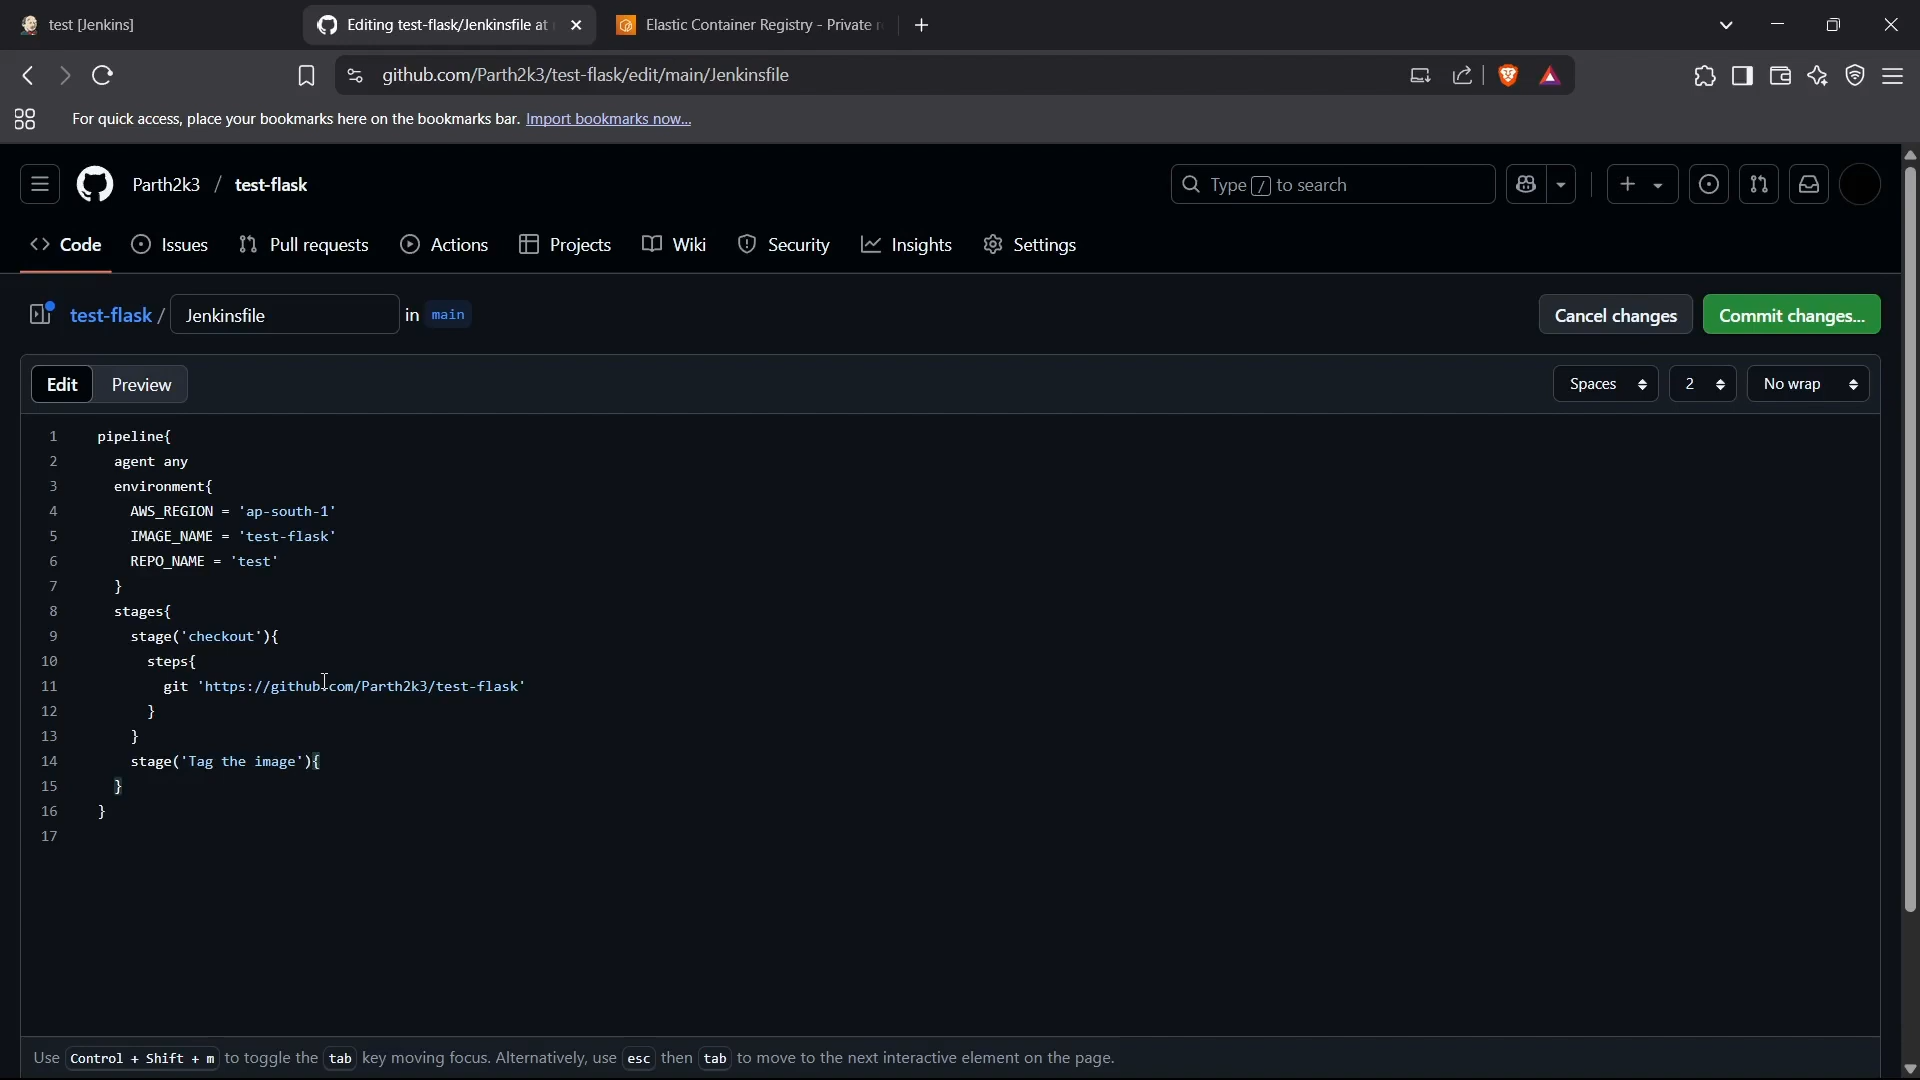 test [Jenkins]
Editing test-flask/Jenkinsfile at
Elastic Container Registry - Private
github.com/Parth2k3/test-flask/edit/main/Jenkinsfile
For quick access, place your bookmarks here on the bookmarks bar. Import bookmarks now...
Parth2k3 / test-flask
Type / to search
Code
Issues
Pull requests
Actions
Projects
Wiki
Security
Insights
Settings
test-flask / Jenkinsfile in main
Cancel changes
Commit changes...
Edit
Preview
Spaces
2
No wrap
1 pipeline{
2 agent any
3 environment{
4 AWS_REGION = 'ap-south-1'
5 IMAGE_NAME = 'test-flask'
6 REPO_NAME = 'test'
7 }
8 stages{
9 stage('checkout'){
10 steps{
11 git 'https://github.com/Parth2k3/test-flask'
12 }
13 }
14 stage('Tag the image'){
15 }
16 }
17
Use Control + Shift + m to toggle the tab key moving focus. Alternatively, use esc then tab to move to the next interactive element on the page.